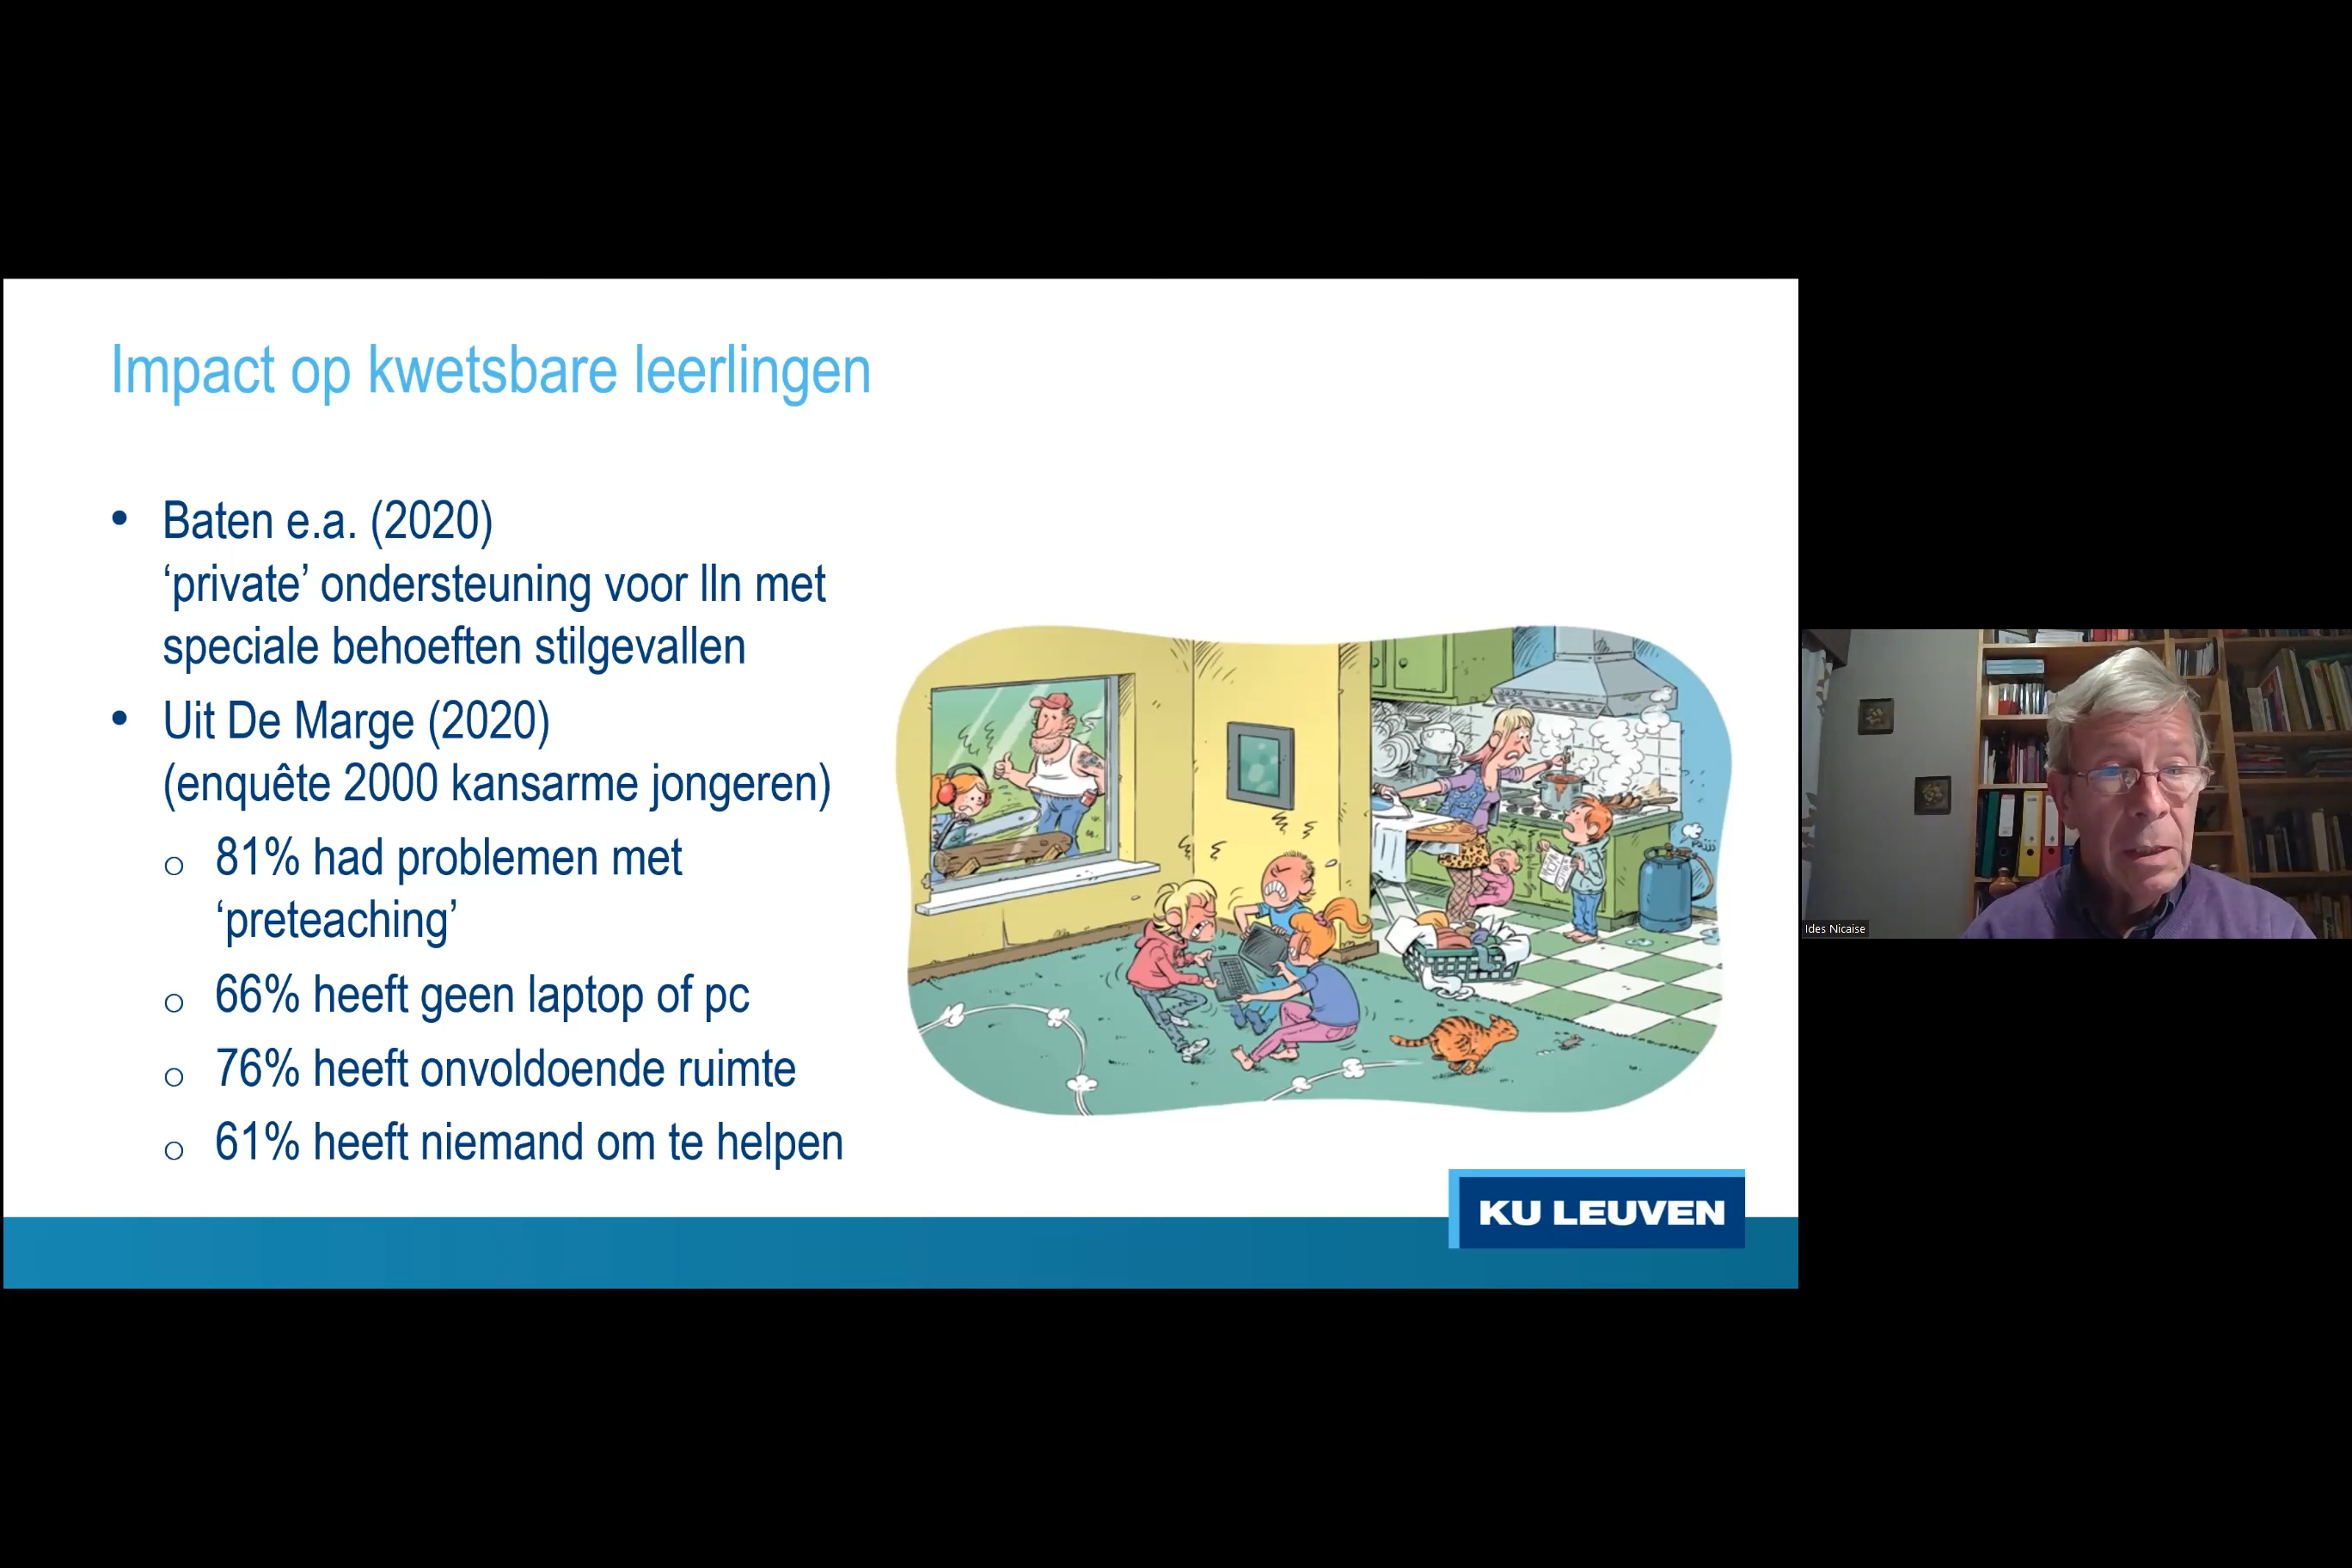 Impact op kwetsbare leerlingen
• Baten e.a. (2020)
‘private’ ondersteuning voor lln met
speciale behoeften stilgevallen
• Uit De Marge (2020)
(enquête 2000 kansarme jongeren)
o 81% had problemen met
‘preteaching’
o 66% heeft geen laptop of pc
o 76% heeft onvoldoende ruimte
o 61% heeft niemand om te helpen
KU LEUVEN
Ides Nicaise